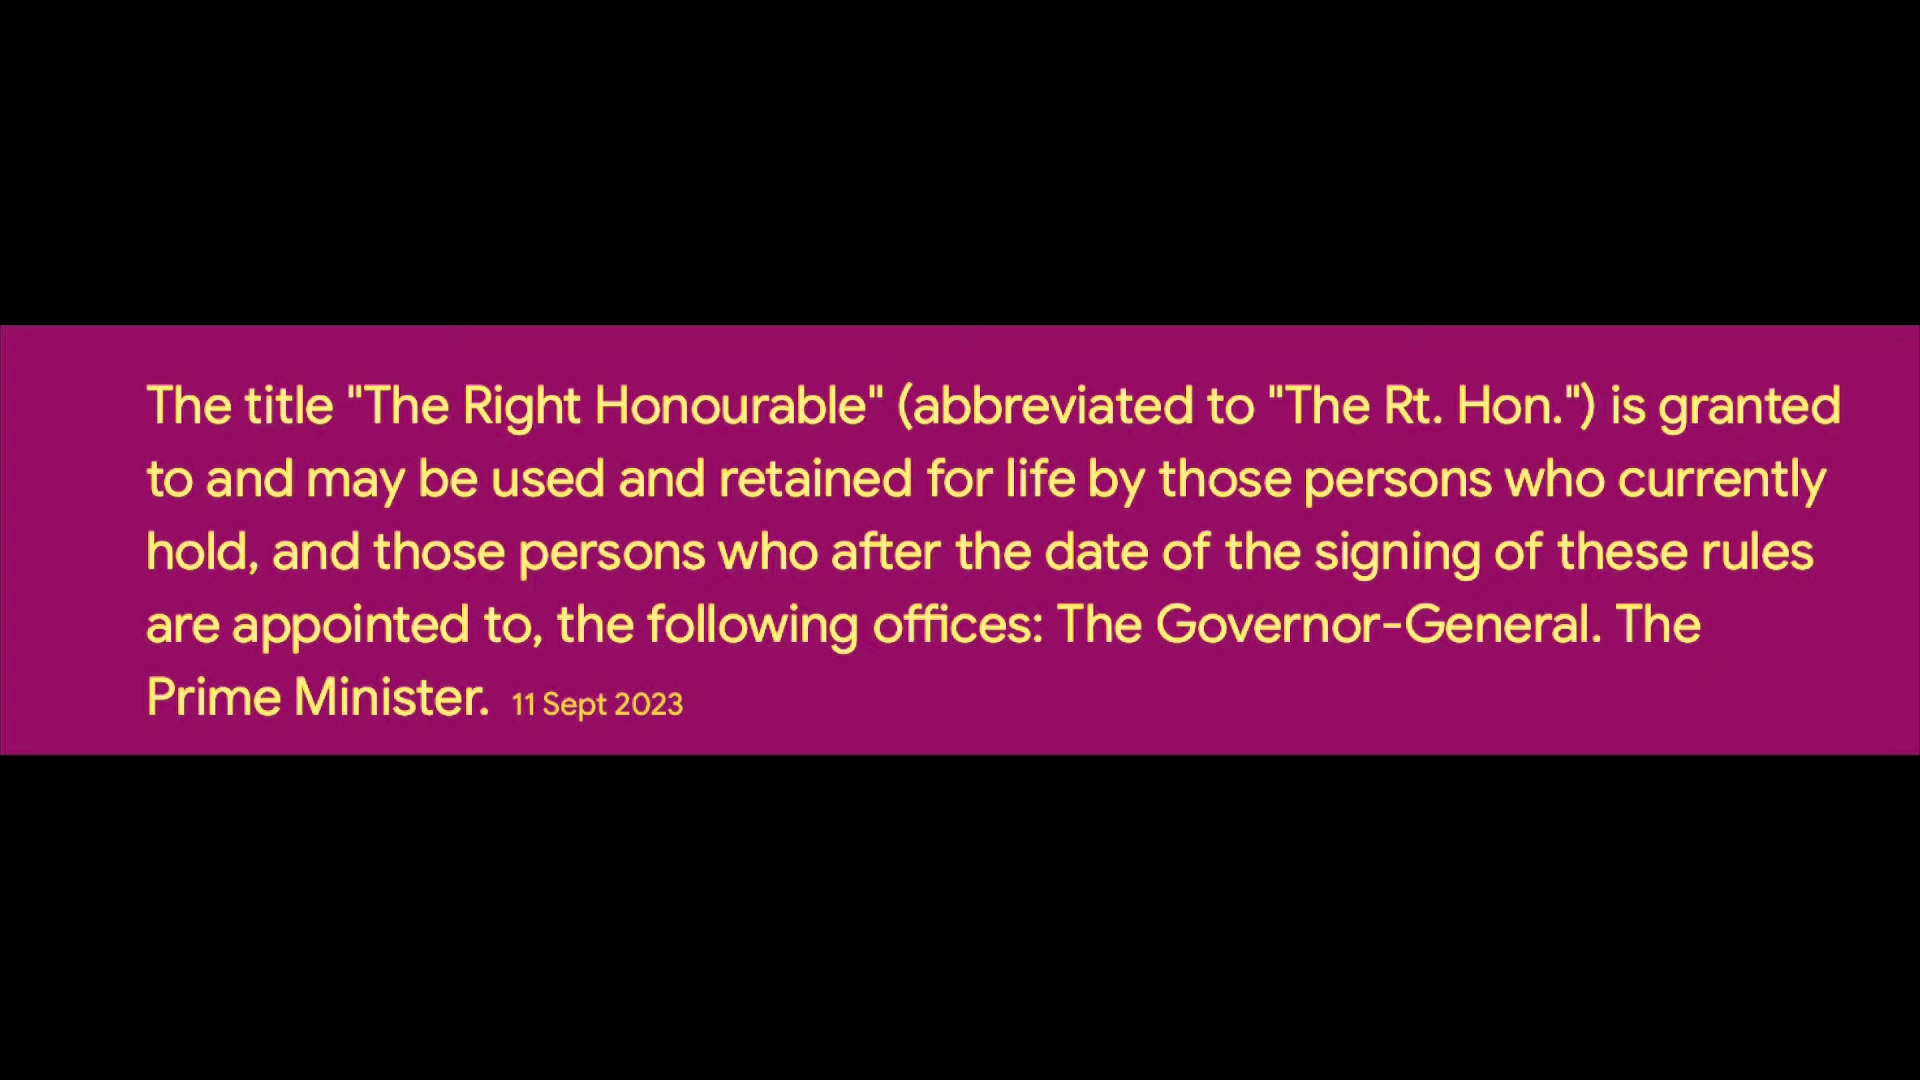 The title "The Right Honourable" (abbreviated to "The Rt. Hon.") is granted
to and may be used and retained for life by those persons who currently
hold, and those persons who after the date of the signing of these rules
are appointed to, the following offices: The Governor-General. The
Prime Minister. 11 Sept 2023